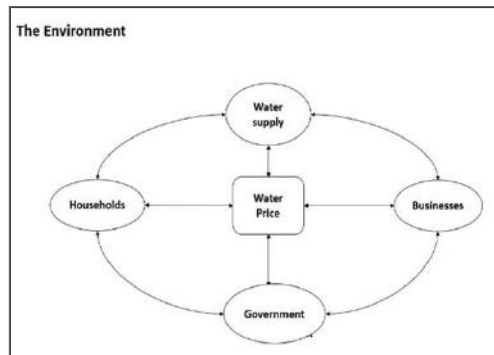 The Environment
Water
supply
Households
Water
Price
Businesses
Government